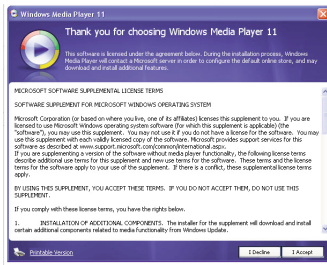 Windows Media Player 11
Thank you for choosing Windows Media Player 11
This software is licensed under the agreement below. During the installation process, Windows
Media Player will contact a Microsoft server in order to configure the default online store, and may
download and install additional features.
MICROSOFT SOFTWARE SUPPLEMENTAL LICENSE TERMS
SOFTWARE SUPPLEMENT FOR MICROSOFT WINDOWS OPERATING SYSTEM
Microsoft Corporation (or based on where you live, one of its affiliates) licenses this supplement to you. If you are
licensed to use Microsoft Windows operating system software (for which this supplement is applicable) (the
"software"), you may use this supplement. You may not use it if you do not have a license for the software. You may
use this supplement with each validly licensed copy of the software. Microsoft provides support services for this
software as described at www.support.microsoft.com/common/international.aspx.
If you are supplementing a version of the software without media player functionality, the following license terms
describe additional use terms for this supplement and new use terms for the software. These terms and the license
terms for the software apply to your use of the supplement. If there is a conflict, these supplemental license terms
apply.
BY USING THIS SUPPLEMENT, YOU ACCEPT THESE TERMS. IF YOU DO NOT ACCEPT THEM, DO NOT USE THIS
SUPPLEMENT.
If you comply with these license terms, you have the rights below.
1. INSTALLATION OF ADDITIONAL COMPONENTS. The installer for the supplement will download and install
certain additional components related to media functionality from Windows Update.
Printable Version
I Decline
I Accept